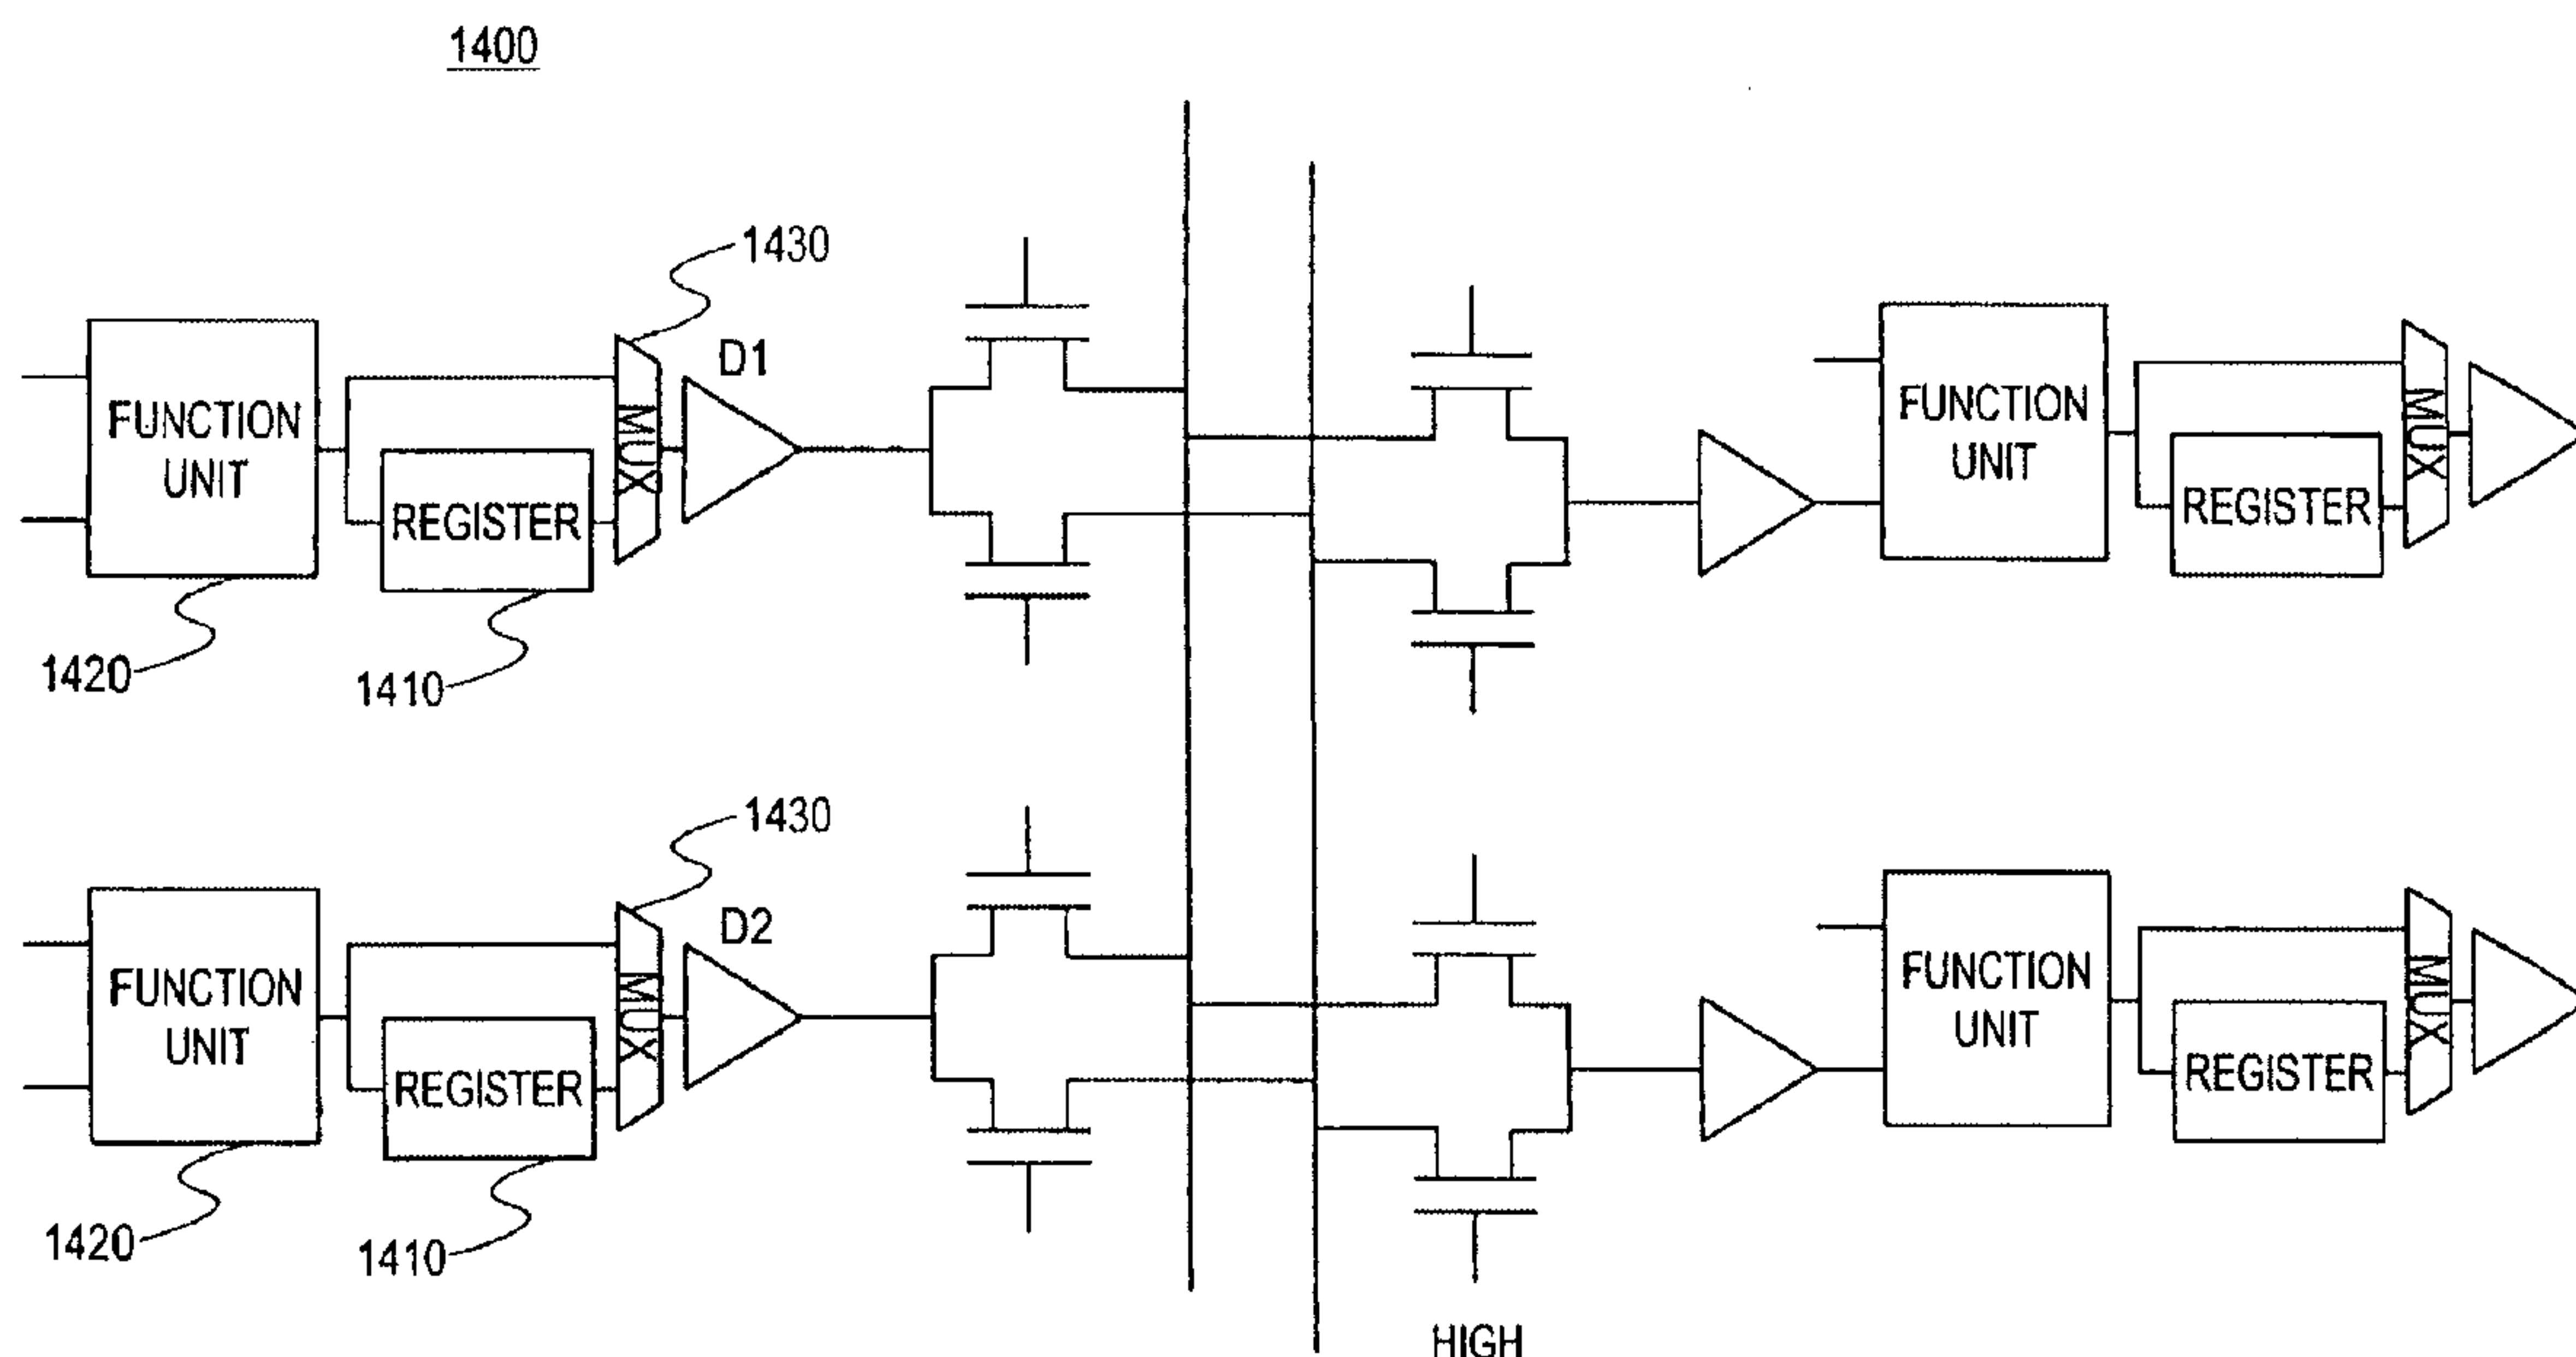 1400
1430
D1
FUNCTION
UNIT
MUX
REGISTER
1420
1410
FUNCTION
UNIT
MUX
REGISTER
1430
D2
FUNCTION
UNIT
MUX
REGISTER
1420
1410
FUNCTION
UNIT
MUX
REGISTER
HIGH